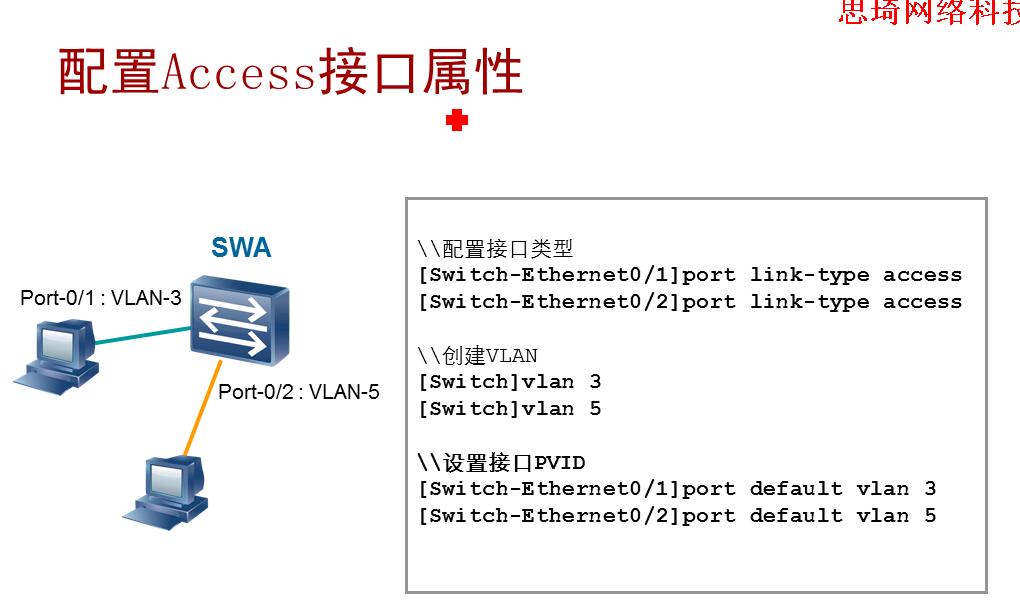 思琦网络科技
配置Access接口属性
SWA
Port-0/1 : VLAN-3
Port-0/2 : VLAN-5
\\配置接口类型
[Switch-Ethernet0/1]port link-type access
[Switch-Ethernet0/2]port link-type access
\\创建VLAN
[Switch]vlan 3
[Switch]vlan 5
\\设置接口PVID
[Switch-Ethernet0/1]port default vlan 3
[Switch-Ethernet0/2]port default vlan 5